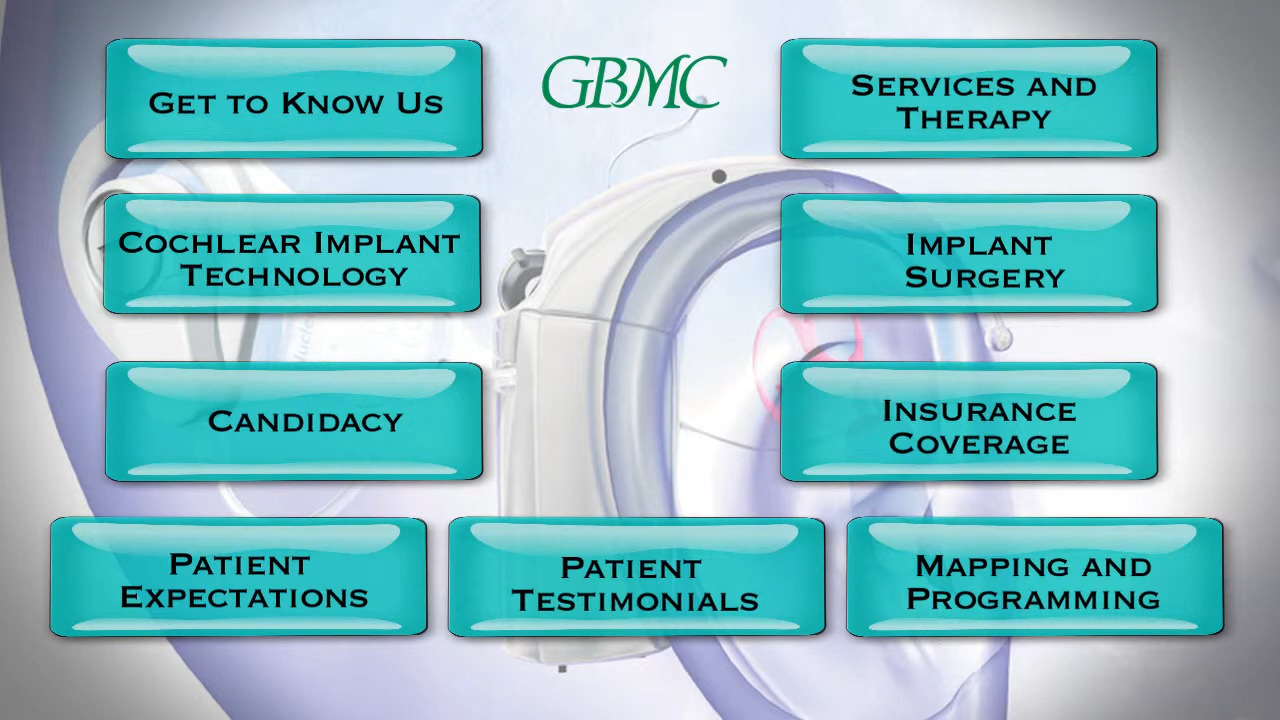 GBMC
Get to Know Us
Services and
Therapy
Cochlear Implant
Technology
Implant
Surgery
Candidacy
Insurance
Coverage
Patient
Expectations
Patient
Testimonials
Mapping and
Programming